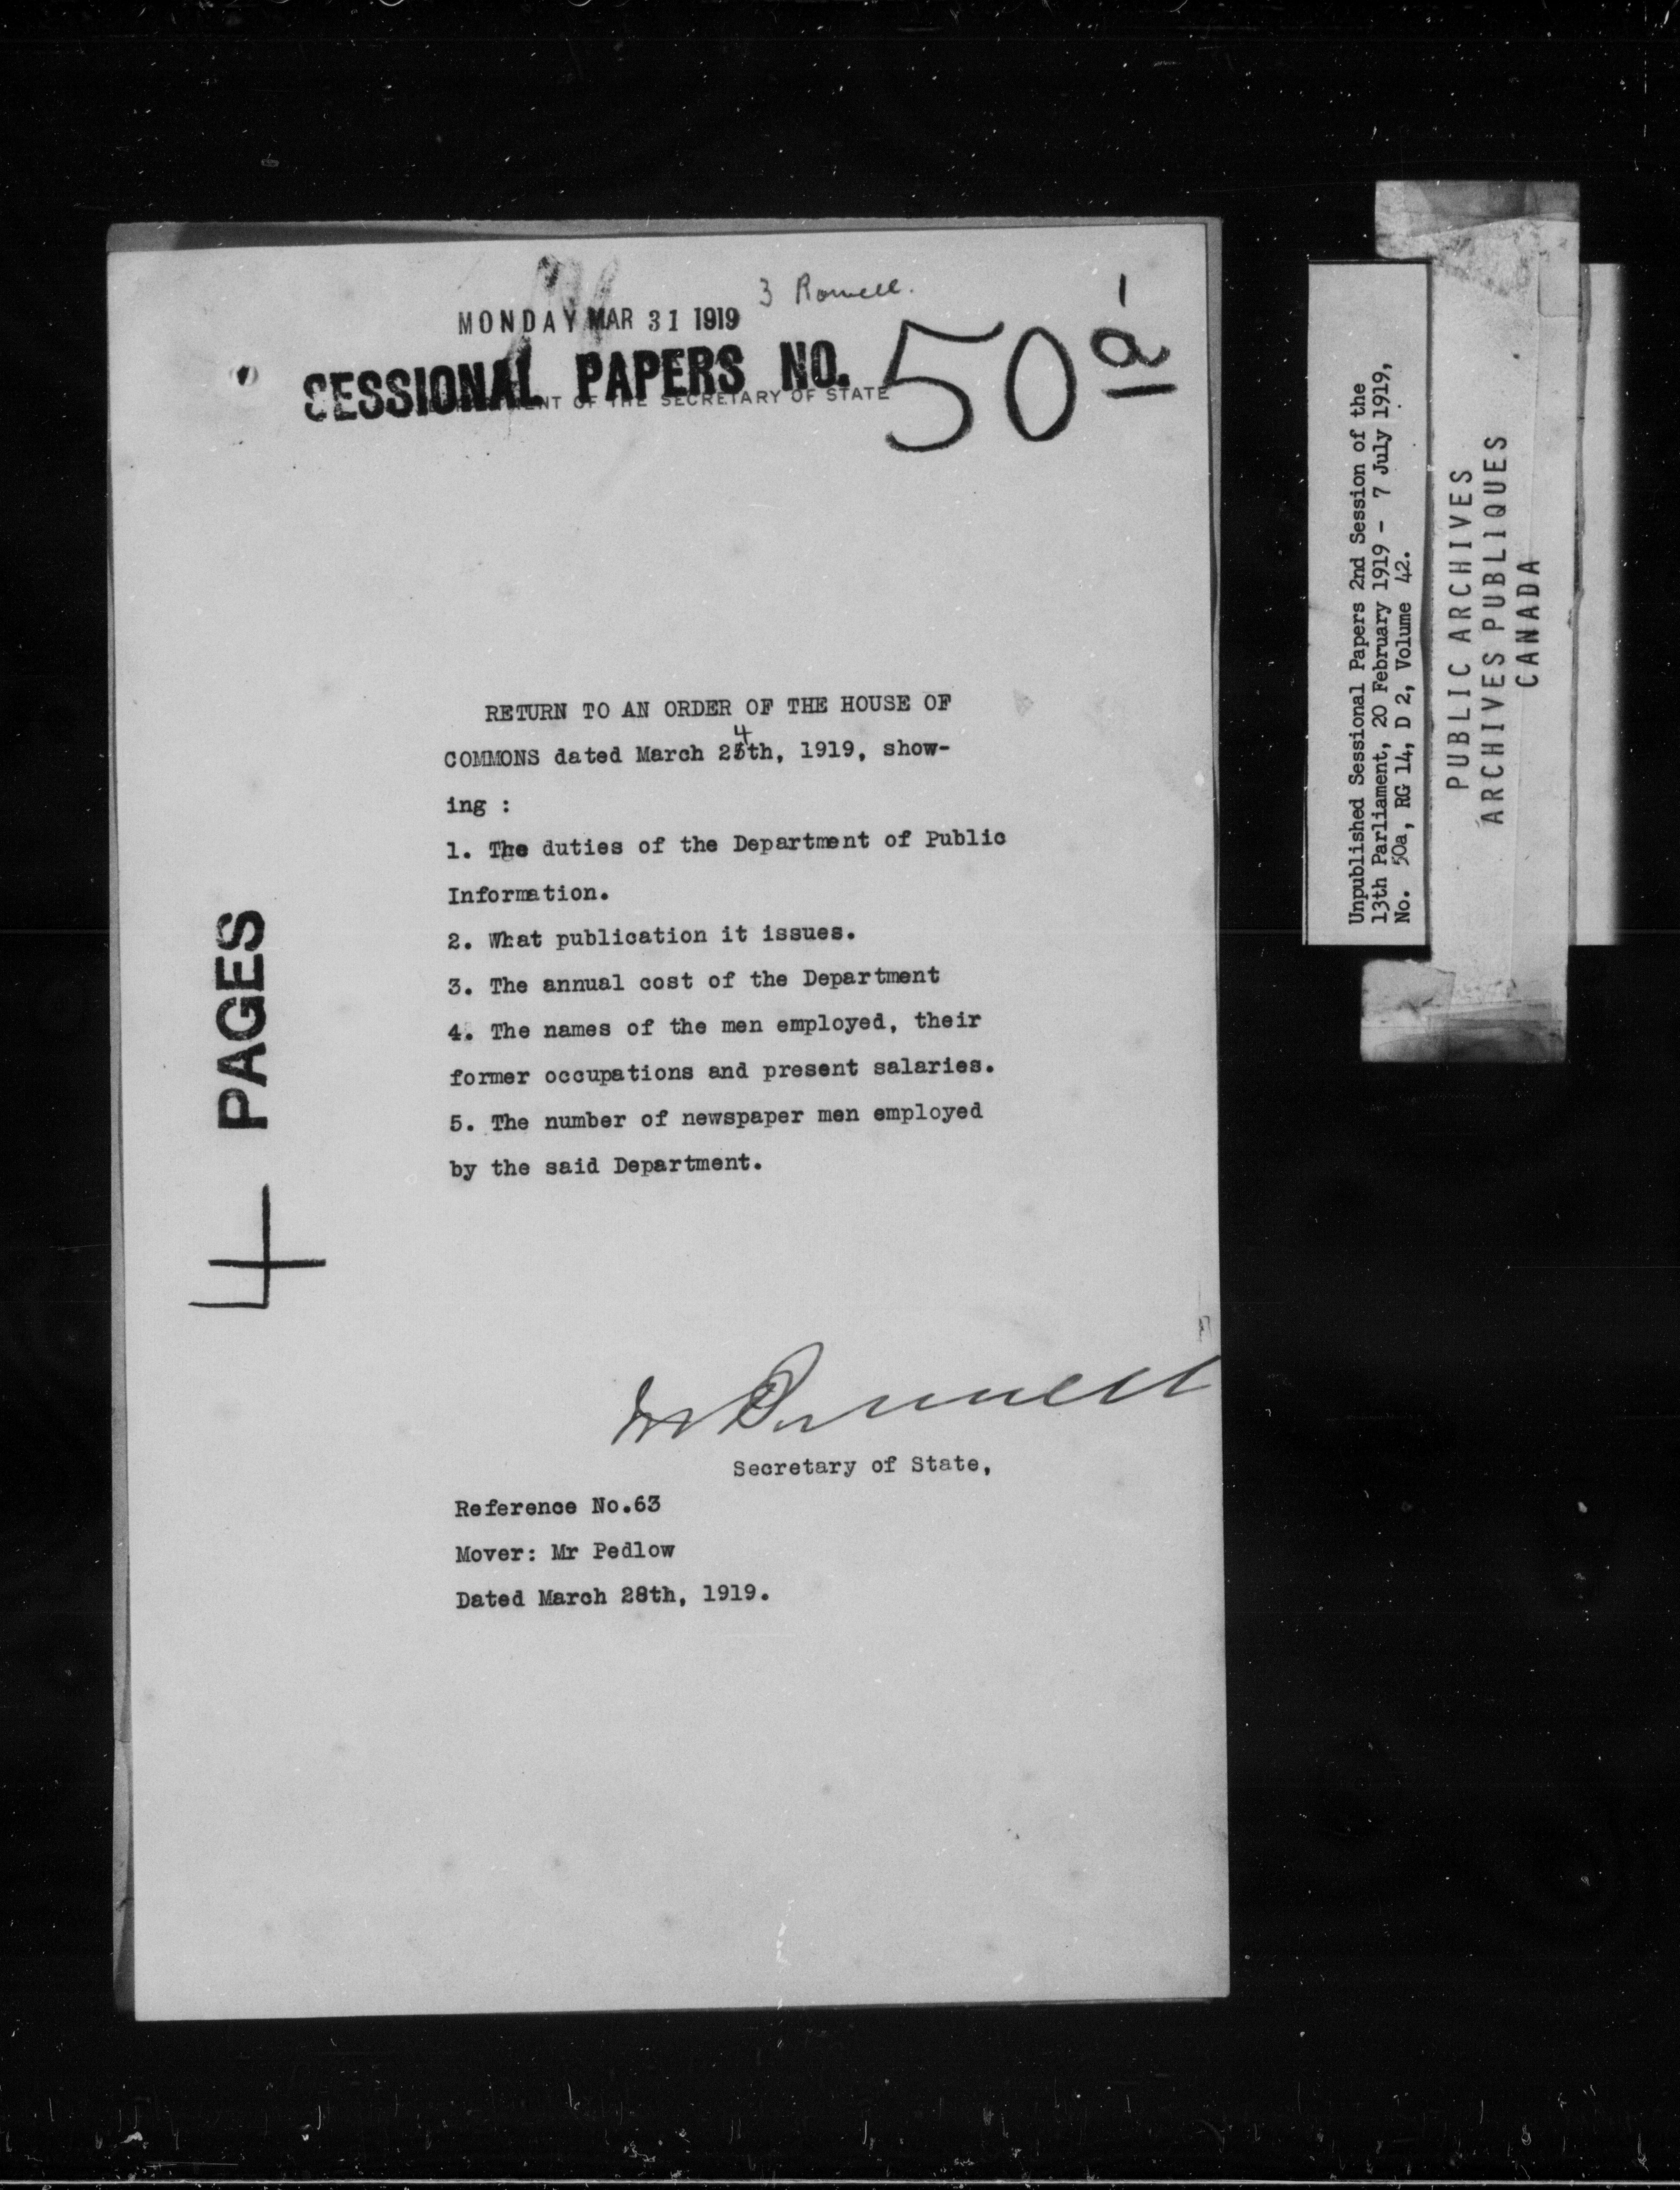 3 Rowell.
MONDAY MAR 31 1919
SESSIONAL PAPERS NO. 50a
OF THE SECRETARY OF STATE
RETURN TO AN ORDER OF THE HOUSE OF
4
COMMONS dated March 25th, 1919, show-
ing :
1. The duties of the Department of Public
Information.
2. What publication it issues.
3. The annual cost of the Department
4. The names of the men employed, their
former occupations and present salaries.
5. The number of newspaper men employed
by the said Department.
Secretary of State,
Reference No.63
Mover: Mr Pedlow
Dated March 28th, 1919.
4 PAGES
Unpublished Sessional Papers 2nd Session of the
13th Parliament, 20 February 1919 - 7 July 1919,
No. 50a, RG 14, D 2, Volume 42.
PUBLIC ARCHIVES
ARCHIVES PUBLIQUES
CANADA